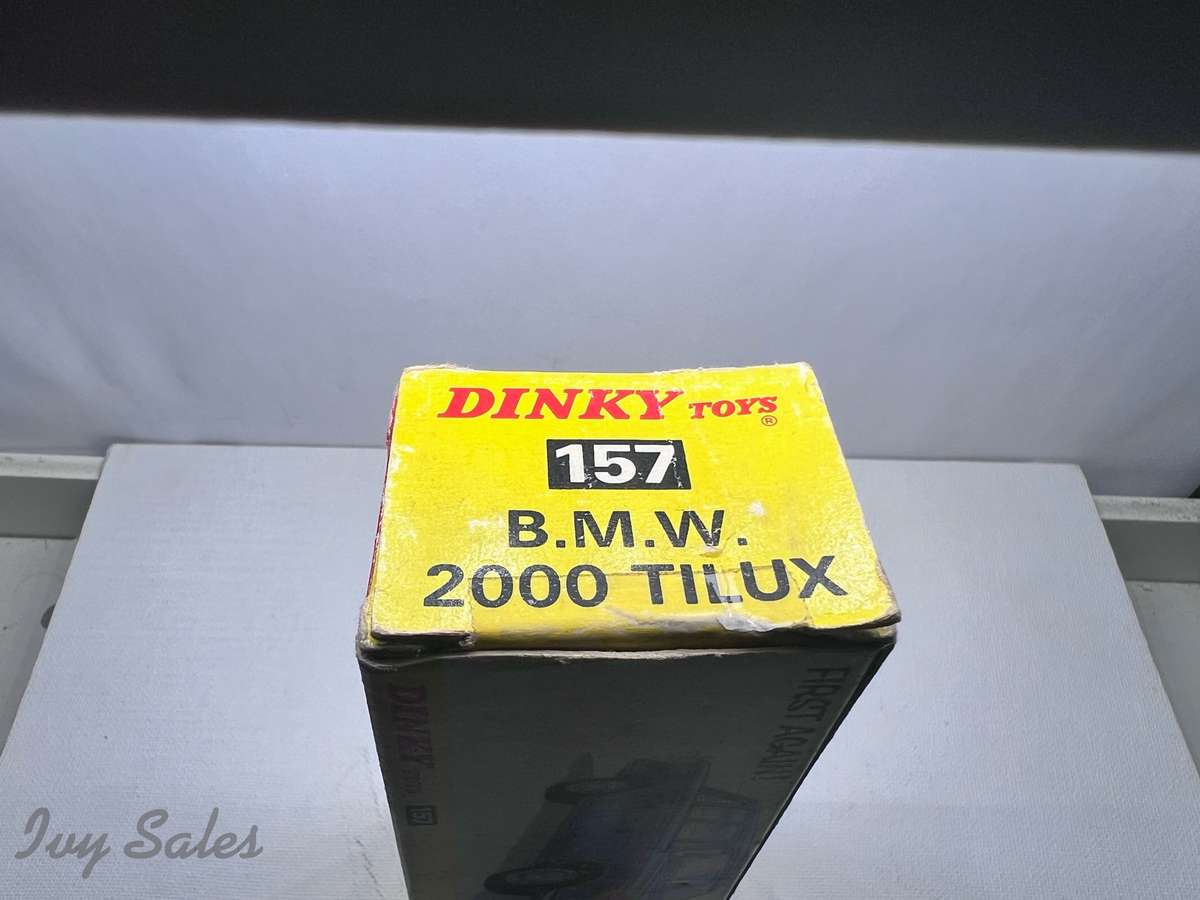 DINKY TOYS
®
157
B.M.W.
2000 TILUX
FIRST AGAIN!
DINKY TOYS 157
Ivy Sales